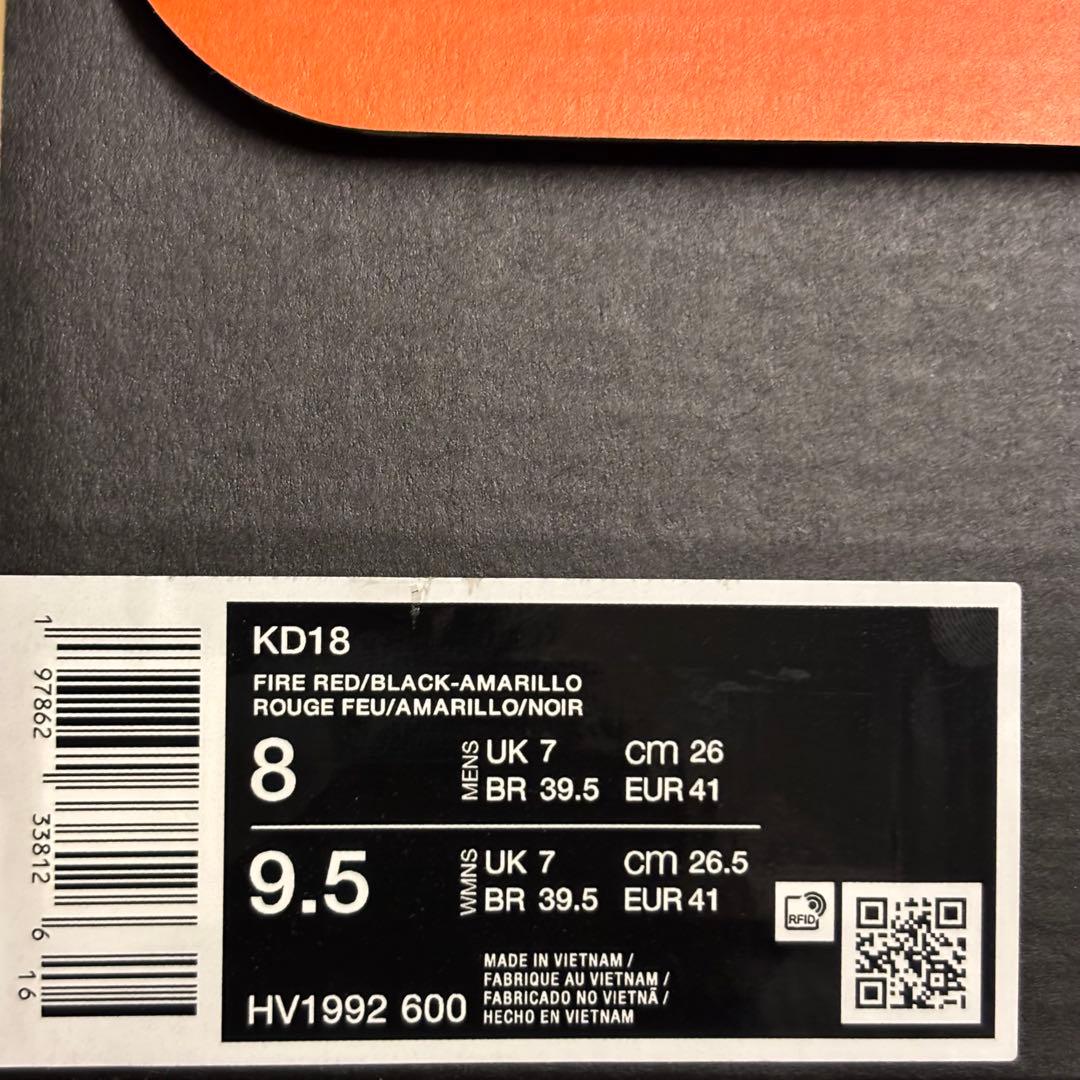 KD18
FIRE RED/BLACK-AMARILLO
ROUGE FEU/AMARILLO/NOIR
8
MENS
UK 7 cm 26
BR 39.5 EUR 41
9.5
WMNS
UK 7 cm 26.5
BR 39.5 EUR 41
RFID
HV1992 600
MADE IN VIETNAM /
FABRIQUE AU VIETNAM /
FABRICADO NO VIETNÃ /
HECHO EN VIETNAM
1 97862 33812 6 16